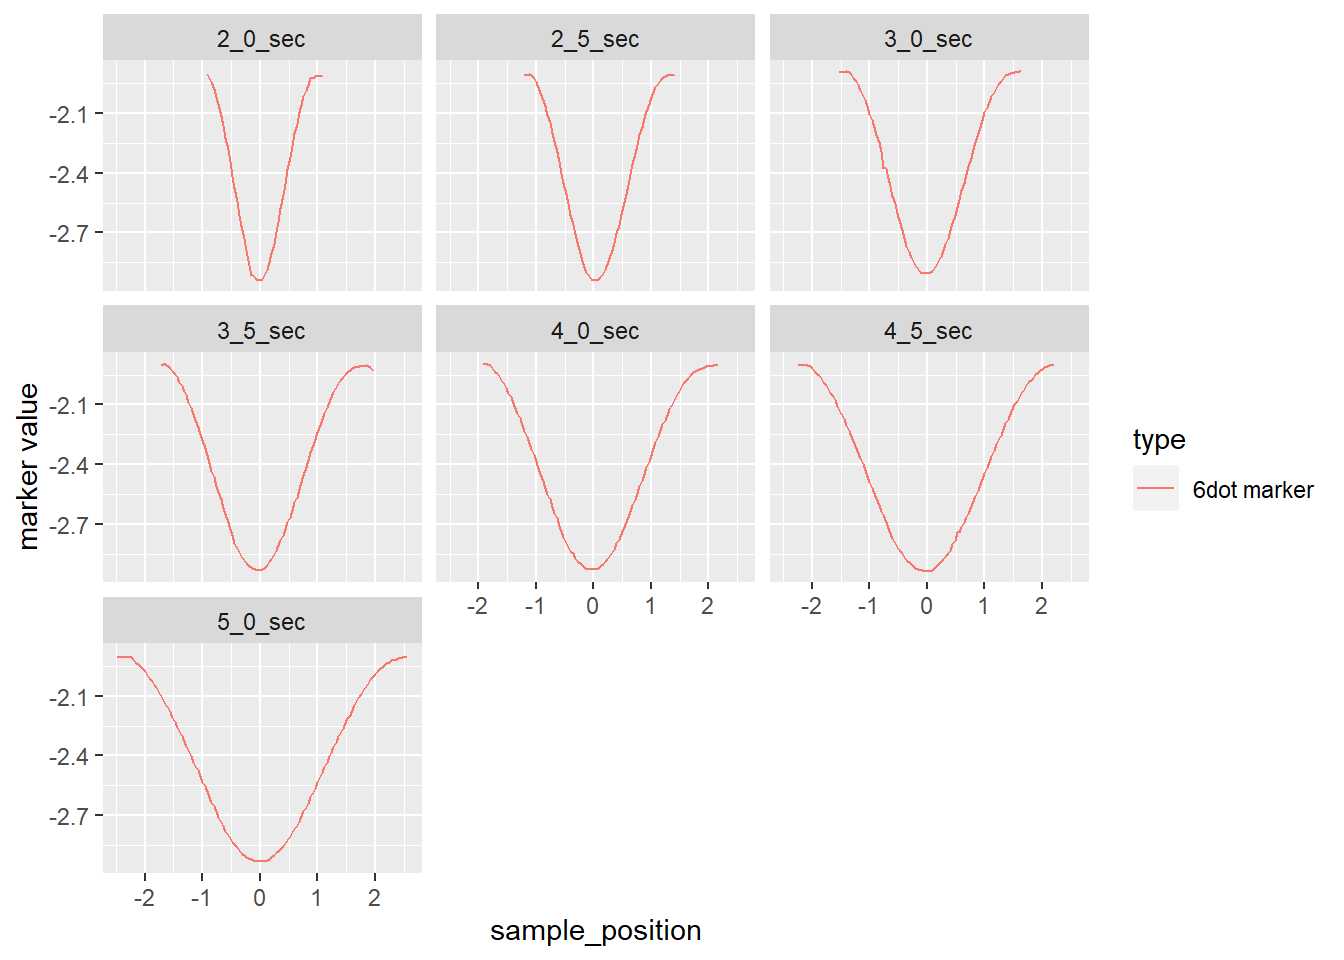 2_0_sec
2_5_sec
3_0_sec
-2.1
-2.4
-2.7
3_5_sec
4_0_sec
4_5_sec
-2.1
-2.4
-2.7
-2 -1 0 1 2
-2 -1 0 1 2
5_0_sec
-2.1
-2.4
-2.7
-2 -1 0 1 2
sample_position
marker value
type
6dot marker